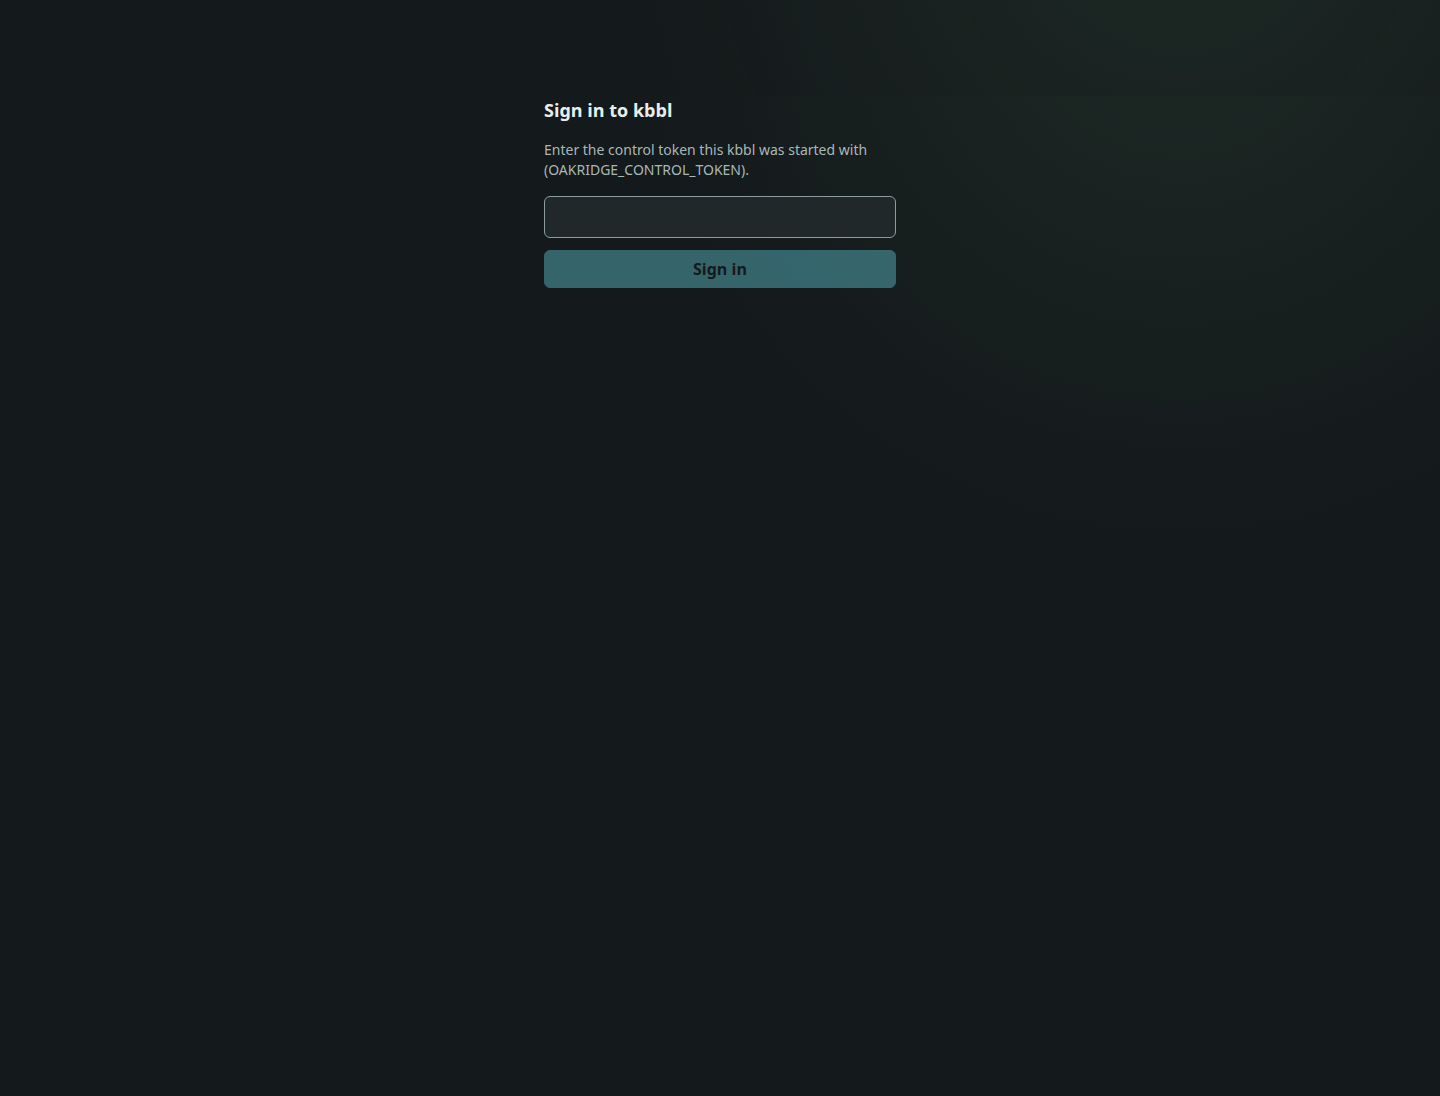 Sign in to kbbl
Enter the control token this kbbl was started with
(OAKRIDGE_CONTROL_TOKEN).
Sign in